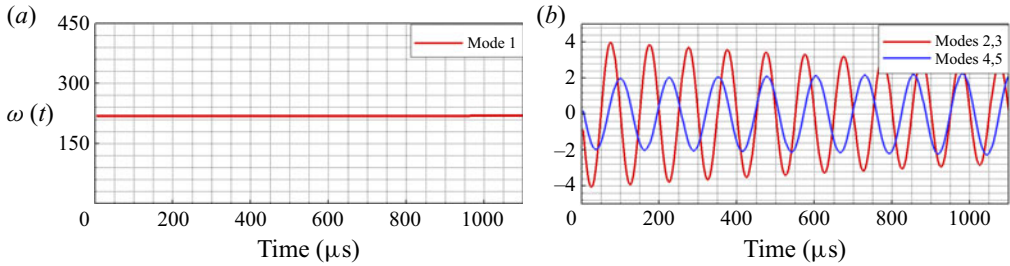 (a)
450
Mode 1
300
ω (t)
150
0 200 400 600 800 1000
Time (μs)
(b)
4
Modes 2,3
Modes 4,5
2
0
–2
–4
0 200 400 600 800 1000
Time (μs)